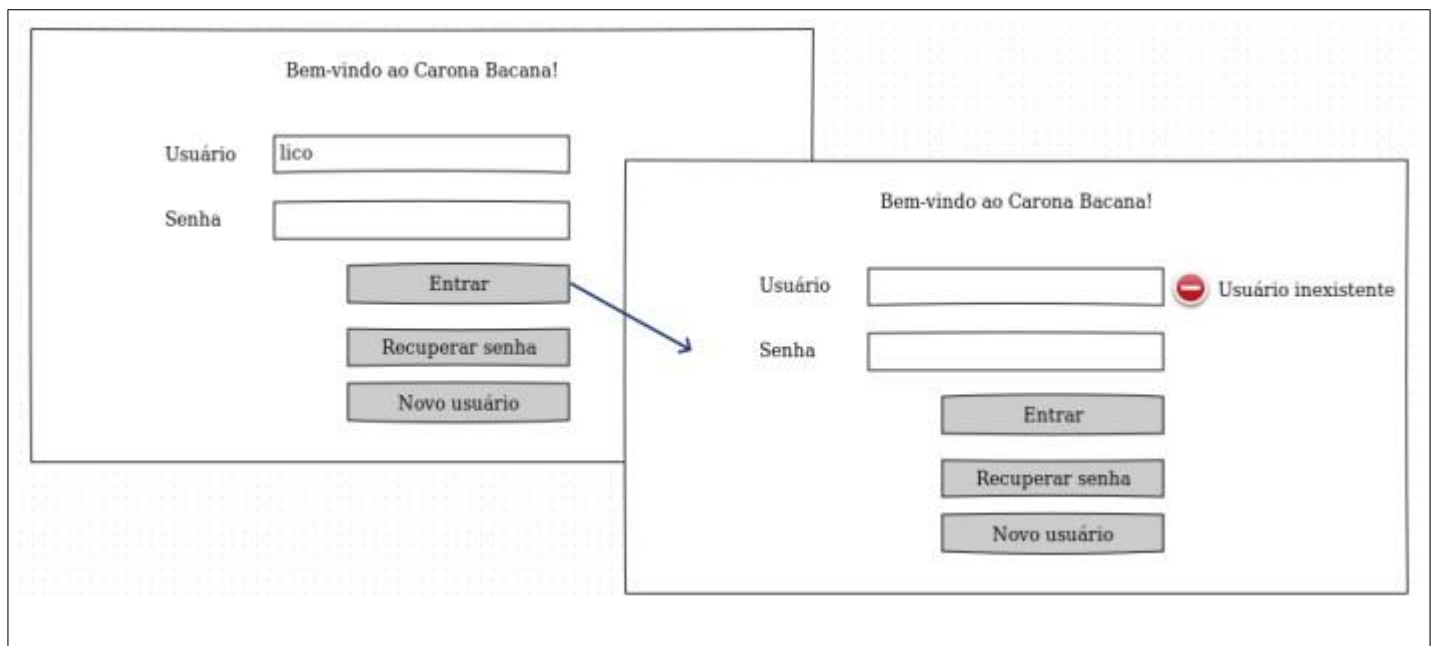 Bem-vindo ao Carona Bacana!
Usuário lico
Senha
Entrar
Recuperar senha
Novo usuário
Bem-vindo ao Carona Bacana!
Usuário Usuário inexistente
Senha
Entrar
Recuperar senha
Novo usuário